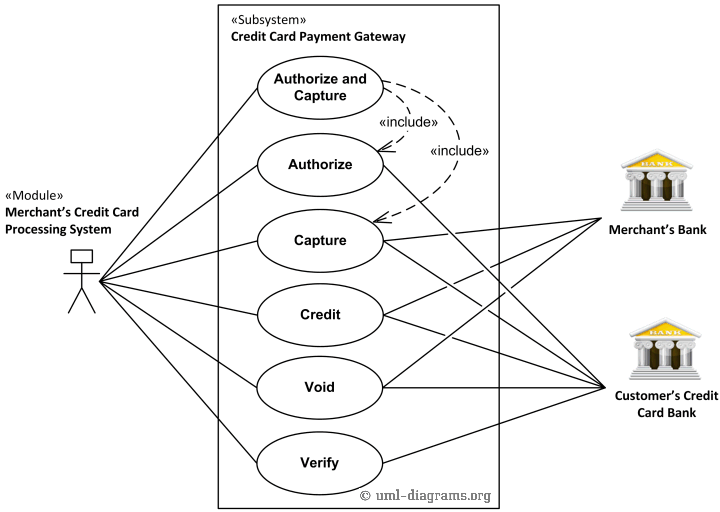 «Subsystem»
Credit Card Payment Gateway
Authorize and
Capture
«include»
Authorize
«include»
«Module»
Merchant's Credit Card
Processing System
Capture
BANK
Merchant's Bank
Credit
BANK
Void
Customer's Credit
Card Bank
Verify
© uml-diagrams.org